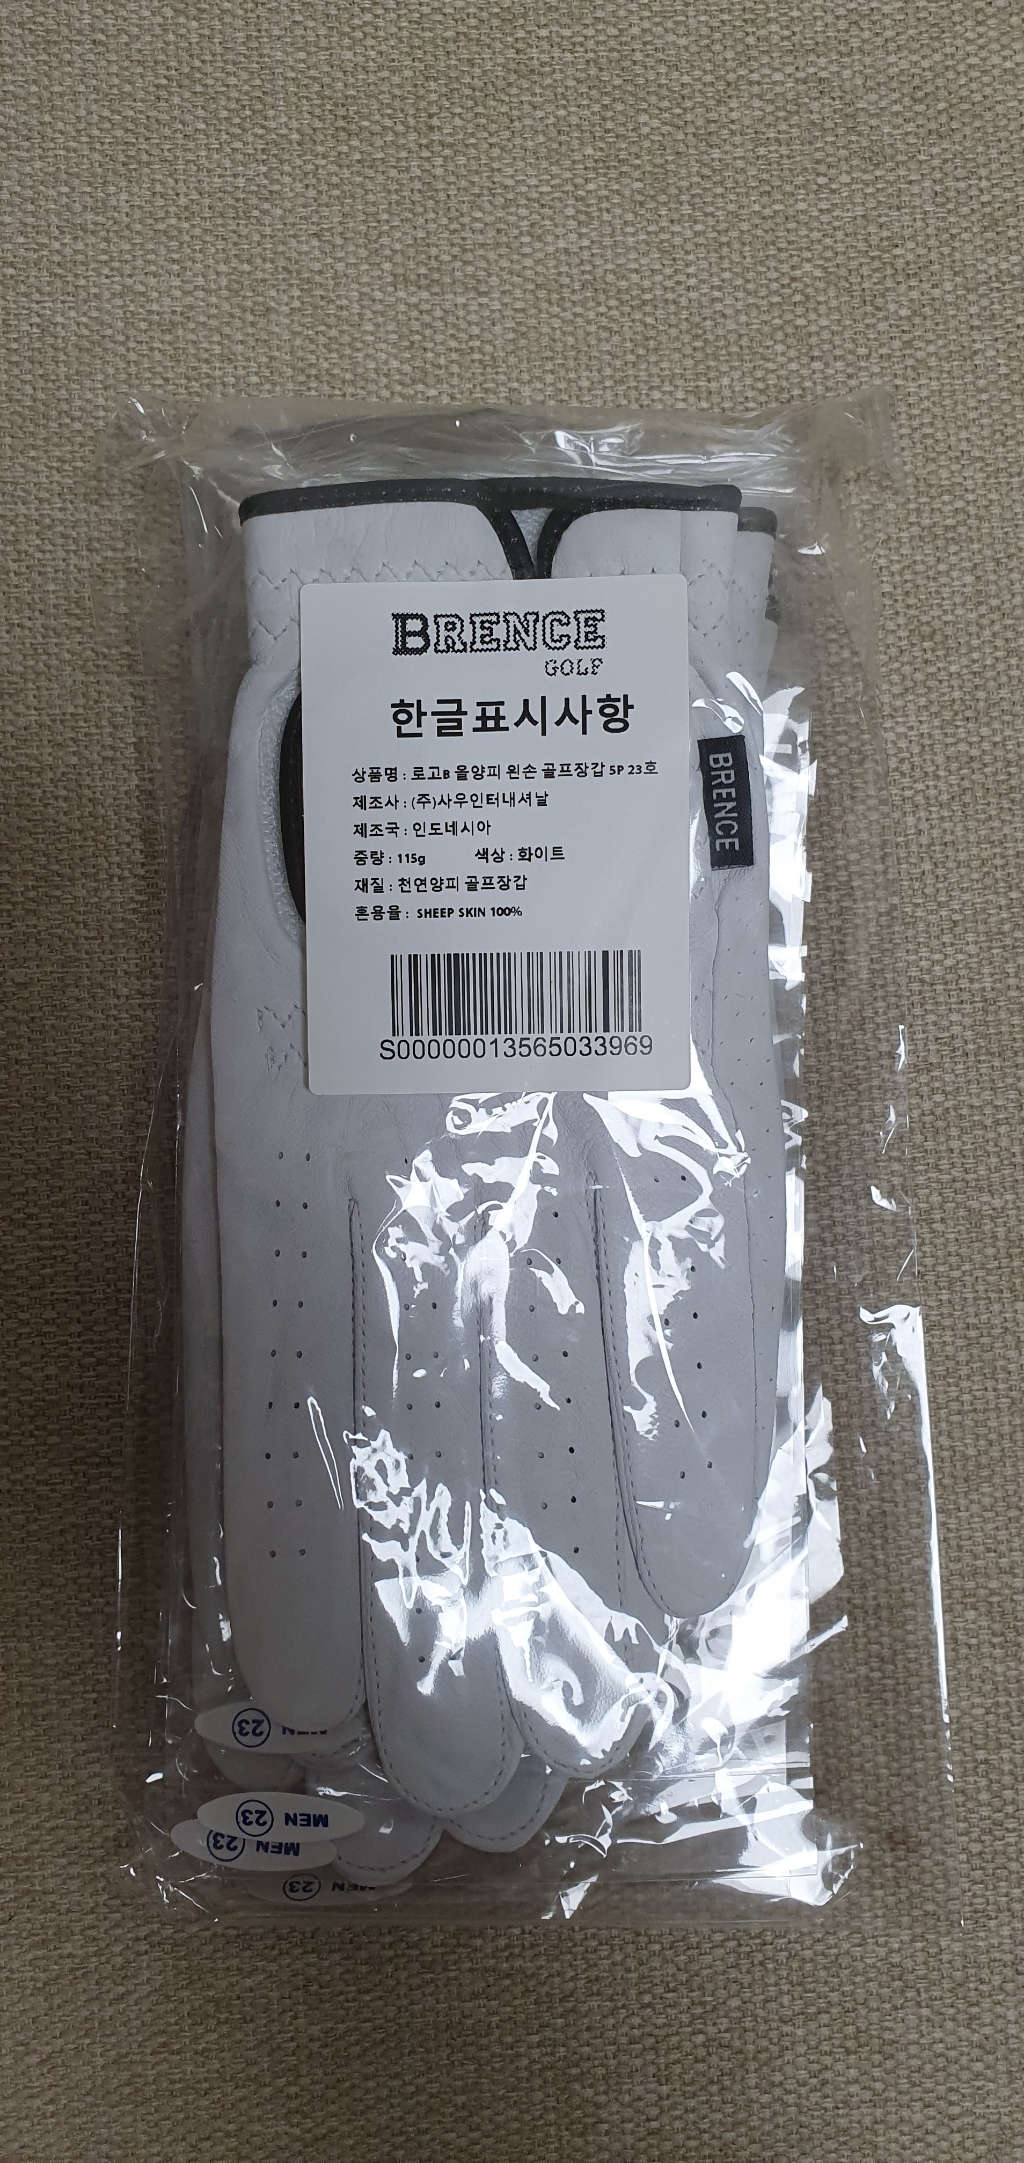 BRENCE
GOLF
한글표시사항
상품명 : 로고B 올양피 왼손 골프장갑 5P 23호
제조사 : (주)사우인터내셔날
제조국 : 인도네시아
중량 : 115g 색상 : 화이트
재질 : 천연양피 골프장갑
혼용율 : SHEEP SKIN 100%
S00000013565033969
BRENCE
MEN 23
MEN 23
MEN 23
MEN 23